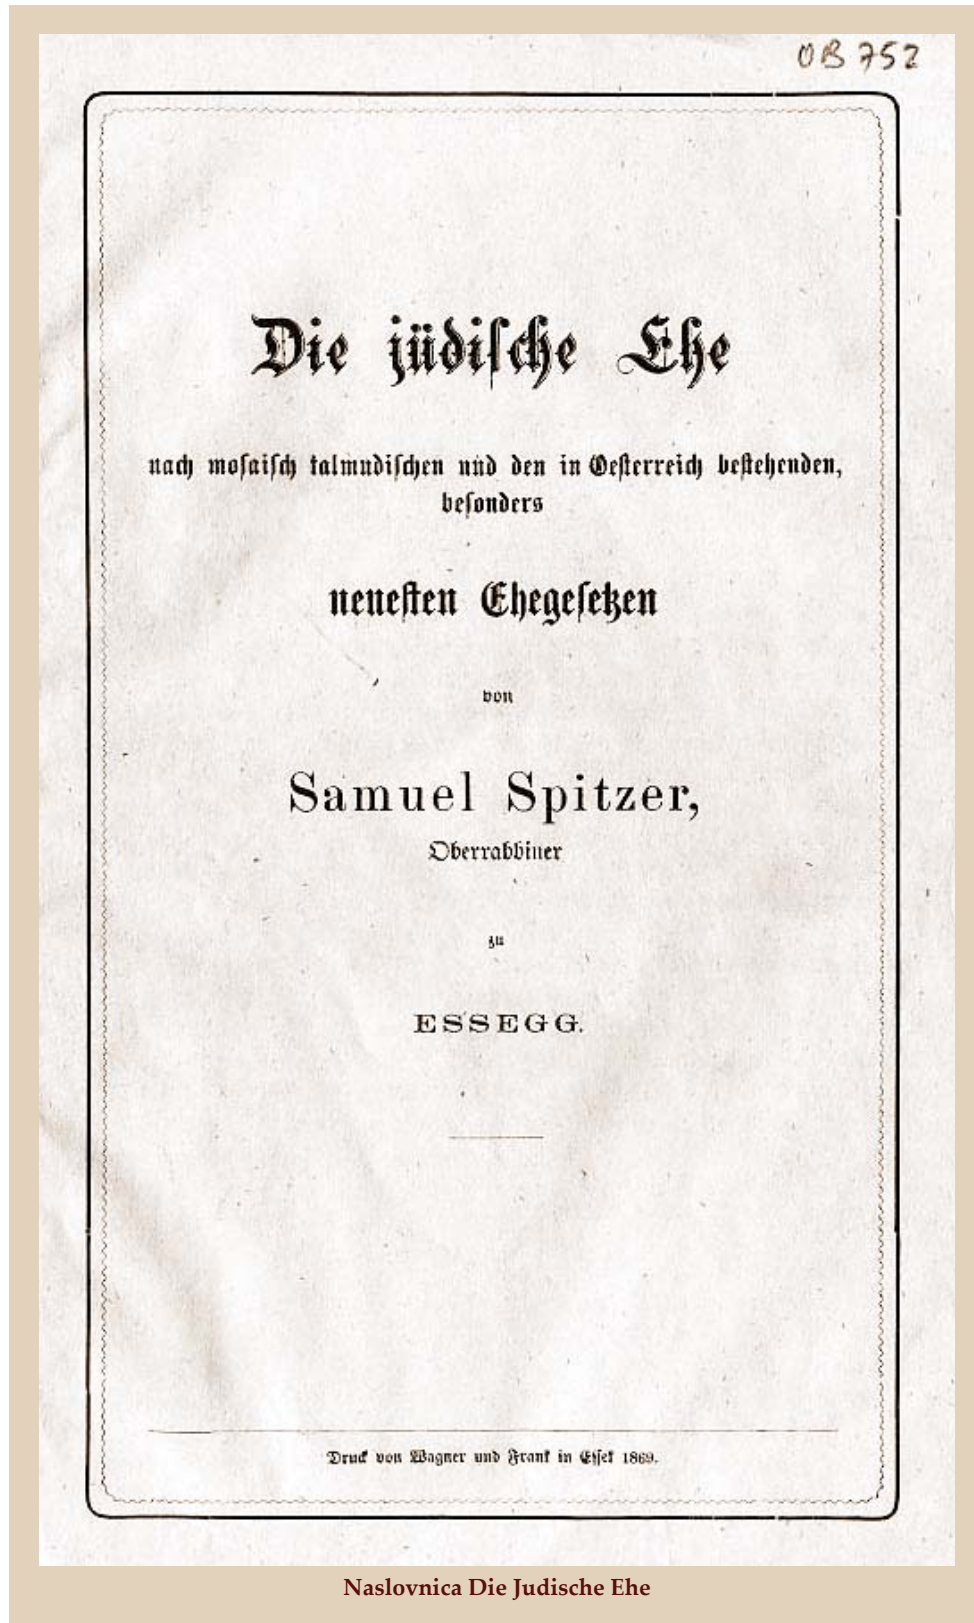 OB 752
Die jüdische Ehe
nach mosaisch talmudischen und den in Oesterreich bestehenden,
besonders
neuesten Ehegesetzen
von
Samuel Spitzer,
Oberrabbiner
zu
ESSEGG.
Druck von Wagner und Frank in Essek 1869.
Naslovnica Die Judische Ehe